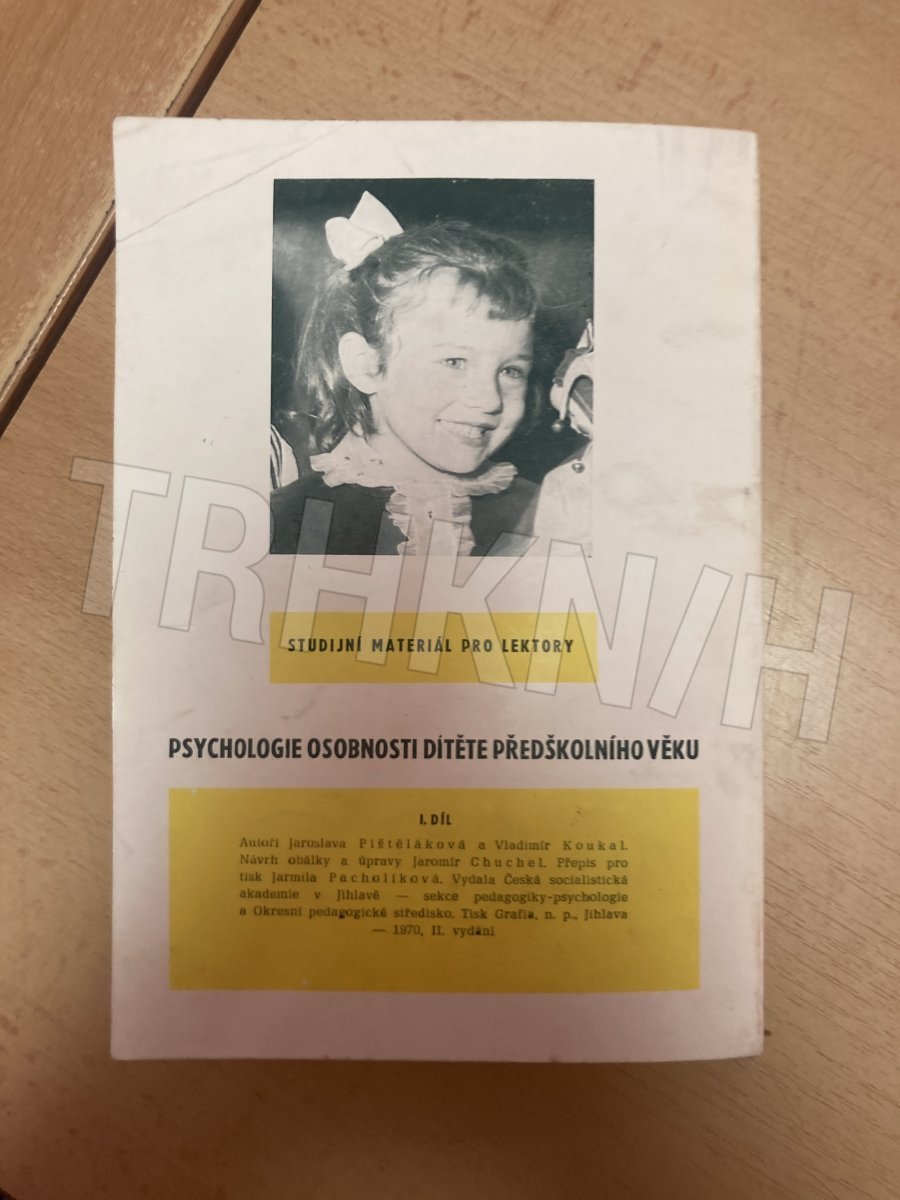 STUDIJNÍ MATERIÁL PRO LEKTORY
TRHKN/H
PSYCHOLOGIE OSOBNOSTI DÍTĚTE PŘEDŠKOLNÍHO VĚKU
I. DÍL
Autoři Jaroslava Pištěláková a Vladimír Koukal.
Návrh obálky a úpravy Jaromír Chuchel. Přepis pro
tisk Jarmila Pacholíková. Vydala Česká socialistická
akademie v Jihlavě — sekce pedagogiky-psychologie
a Okresní pedagogické středisko. Tisk Grafia, n. p., Jihlava
— 1970, II. vydání